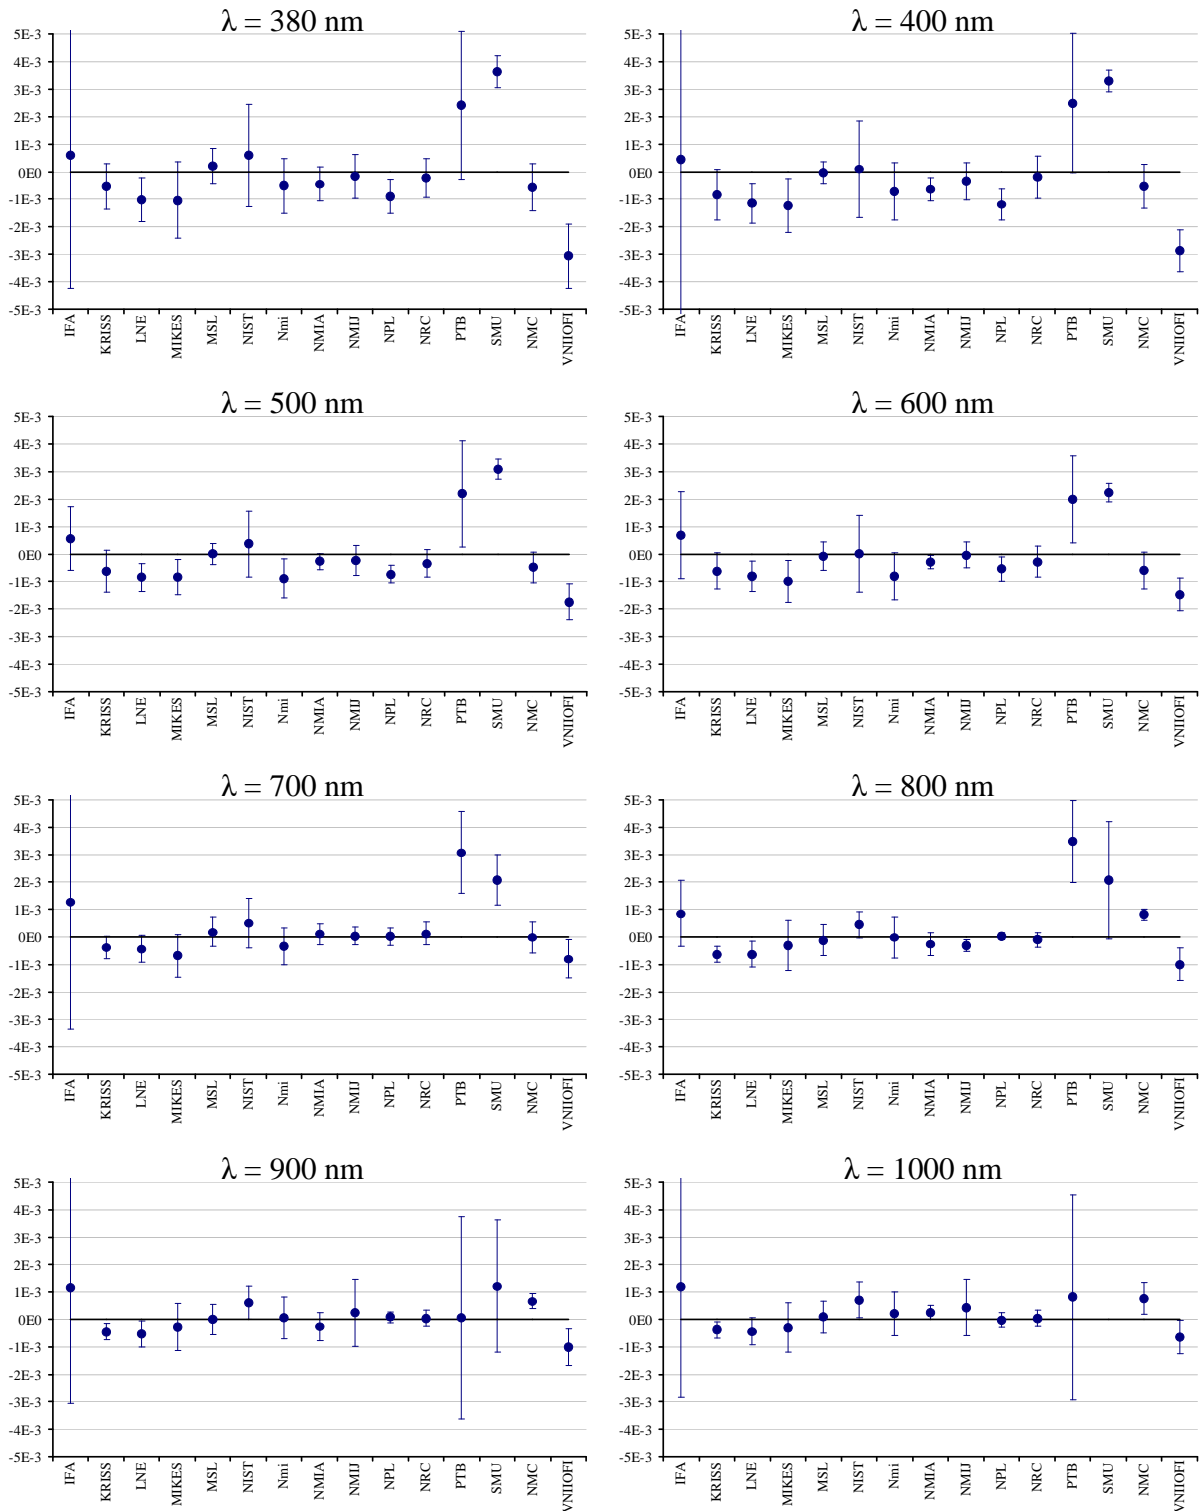 λ = 380 nm
5E-3
4E-3
3E-3
2E-3
1E-3
0E0
-1E-3
-2E-3
-3E-3
-4E-3
-5E-3
IFA
KRISS
LNE
MIKES
MSL
NIST
Nmi
NMIA
NMIJ
NPL
NRC
PTB
SMU
NMC
VNIIOFI
λ = 400 nm
5E-3
4E-3
3E-3
2E-3
1E-3
0E0
-1E-3
-2E-3
-3E-3
-4E-3
-5E-3
IFA
KRISS
LNE
MIKES
MSL
NIST
Nmi
NMIA
NMIJ
NPL
NRC
PTB
SMU
NMC
VNIIOFI
λ = 500 nm
5E-3
4E-3
3E-3
2E-3
1E-3
0E0
-1E-3
-2E-3
-3E-3
-4E-3
-5E-3
IFA
KRISS
LNE
MIKES
MSL
NIST
Nmi
NMIA
NMIJ
NPL
NRC
PTB
SMU
NMC
VNIIOFI
λ = 600 nm
5E-3
4E-3
3E-3
2E-3
1E-3
0E0
-1E-3
-2E-3
-3E-3
-4E-3
-5E-3
IFA
KRISS
LNE
MIKES
MSL
NIST
Nmi
NMIA
NMIJ
NPL
NRC
PTB
SMU
NMC
VNIIOFI
λ = 700 nm
5E-3
4E-3
3E-3
2E-3
1E-3
0E0
-1E-3
-2E-3
-3E-3
-4E-3
-5E-3
IFA
KRISS
LNE
MIKES
MSL
NIST
Nmi
NMIA
NMIJ
NPL
NRC
PTB
SMU
NMC
VNIIOFI
λ = 800 nm
5E-3
4E-3
3E-3
2E-3
1E-3
0E0
-1E-3
-2E-3
-3E-3
-4E-3
-5E-3
IFA
KRISS
LNE
MIKES
MSL
NIST
Nmi
NMIA
NMIJ
NPL
NRC
PTB
SMU
NMC
VNIIOFI
λ = 900 nm
5E-3
4E-3
3E-3
2E-3
1E-3
0E0
-1E-3
-2E-3
-3E-3
-4E-3
-5E-3
IFA
KRISS
LNE
MIKES
MSL
NIST
Nmi
NMIA
NMIJ
NPL
NRC
PTB
SMU
NMC
VNIIOFI
λ = 1000 nm
5E-3
4E-3
3E-3
2E-3
1E-3
0E0
-1E-3
-2E-3
-3E-3
-4E-3
-5E-3
IFA
KRISS
LNE
MIKES
MSL
NIST
Nmi
NMIA
NMIJ
NPL
NRC
PTB
SMU
NMC
VNIIOFI